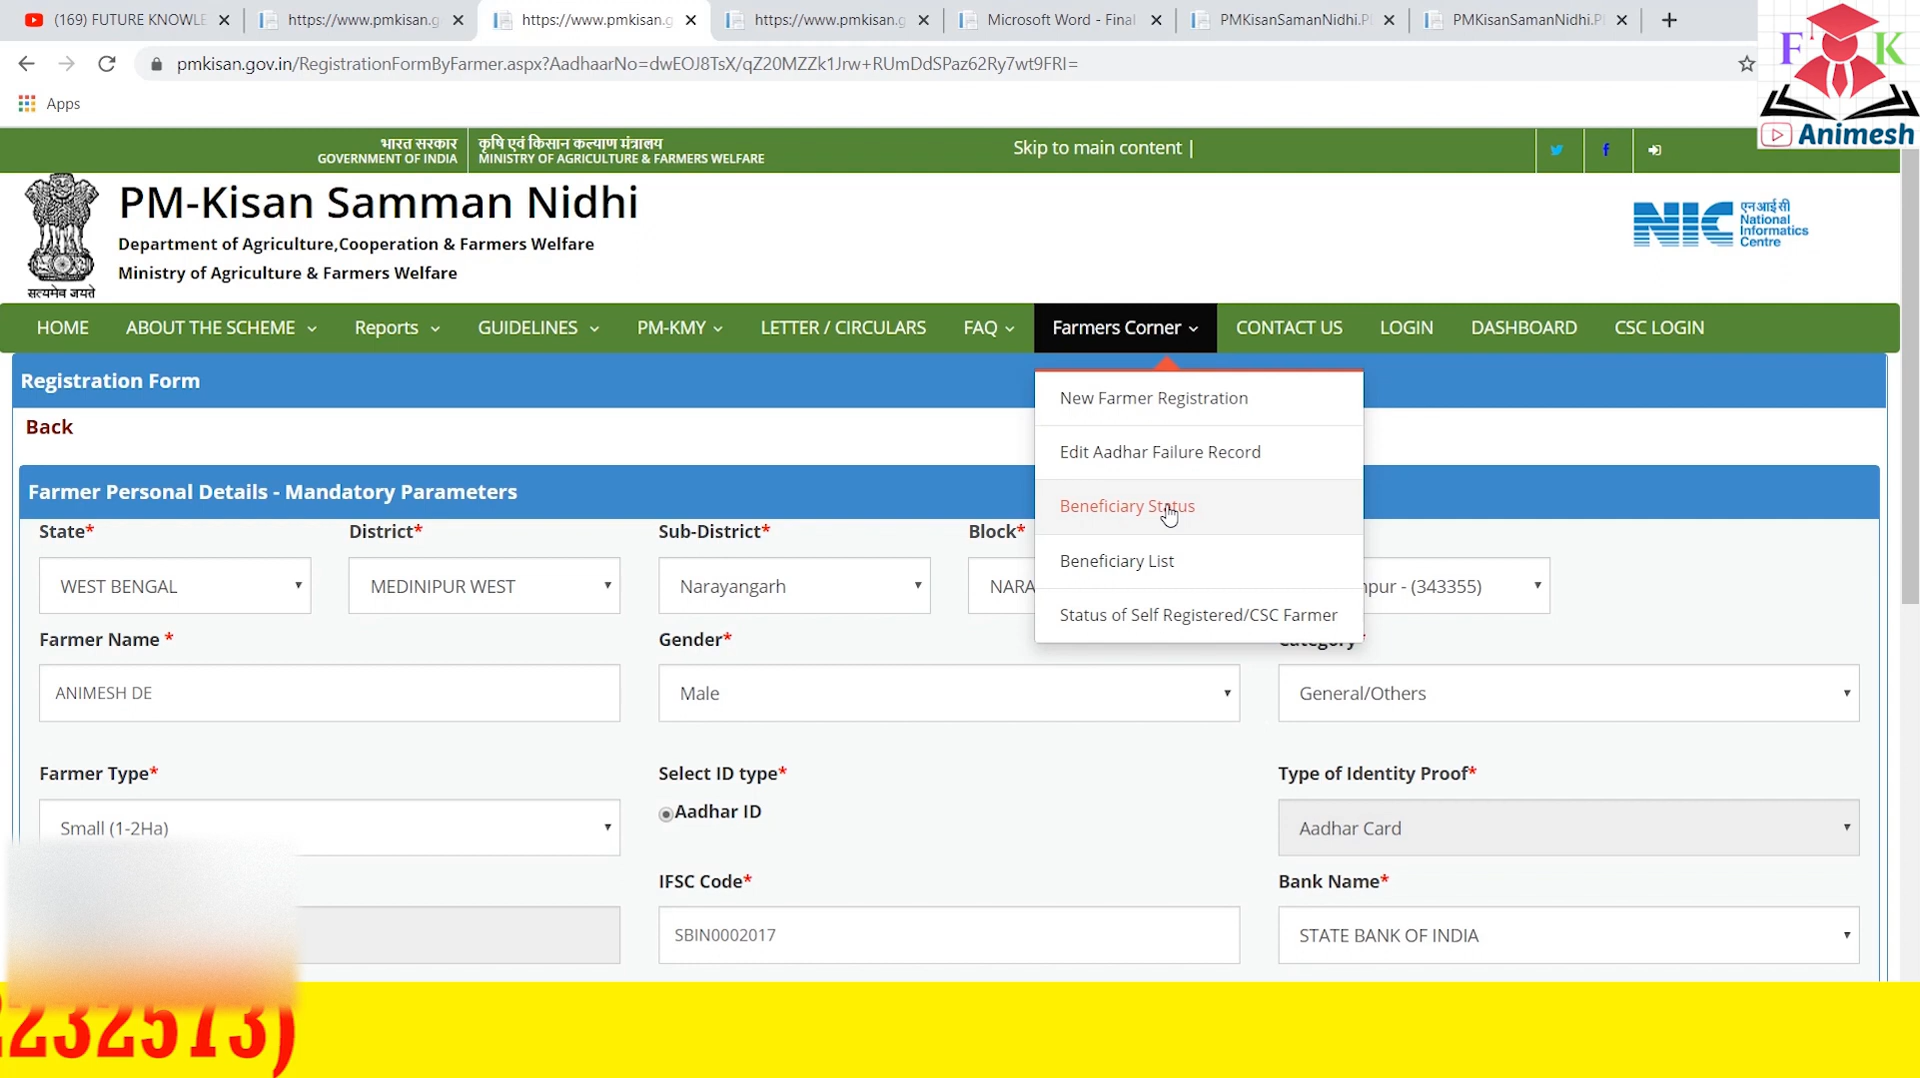 (169) FUTURE KNOWLE
https://www.pmkisan.g
https://www.pmkisan.g
https://www.pmkisan.g
Microsoft Word - Final
PMKisanSamanNidhi.P
PMKisanSamanNidhi.P
pmkisan.gov.in/RegistrationFormByFarmer.aspx?AadhaarNo=dwEOJ8TsX/qZ20MZZk1Jrw+RUmDdSPaz62Ry7wt9FRI=
F K
Animesh
Apps
भारत सरकार
GOVERNMENT OF INDIA
कृषि एवं किसान कल्याण मंत्रालय
MINISTRY OF AGRICULTURE & FARMERS WELFARE
Skip to main content |
PM-Kisan Samman Nidhi
Department of Agriculture,Cooperation & Farmers Welfare
Ministry of Agriculture & Farmers Welfare
सत्यमेव जयते
NIC
एनआईसी
National
Informatics
Centre
HOME ABOUT THE SCHEME Reports GUIDELINES PM-KMY LETTER / CIRCULARS FAQ Farmers Corner CONTACT US LOGIN DASHBOARD CSC LOGIN
New Farmer Registration
Edit Aadhar Failure Record
Beneficiary Status
Beneficiary List
Status of Self Registered/CSC Farmer
Registration Form
Back
Farmer Personal Details - Mandatory Parameters
State* District* Sub-District* Block*
WEST BENGAL MEDINIPUR WEST Narayangarh NARA npur - (343355)
Farmer Name * Gender* Category*
ANIMESH DE Male General/Others
Farmer Type* Select ID type* Type of Identity Proof*
Small (1-2Ha) Aadhar ID Aadhar Card
IFSC Code* Bank Name*
SBIN0002017 STATE BANK OF INDIA
2232573)